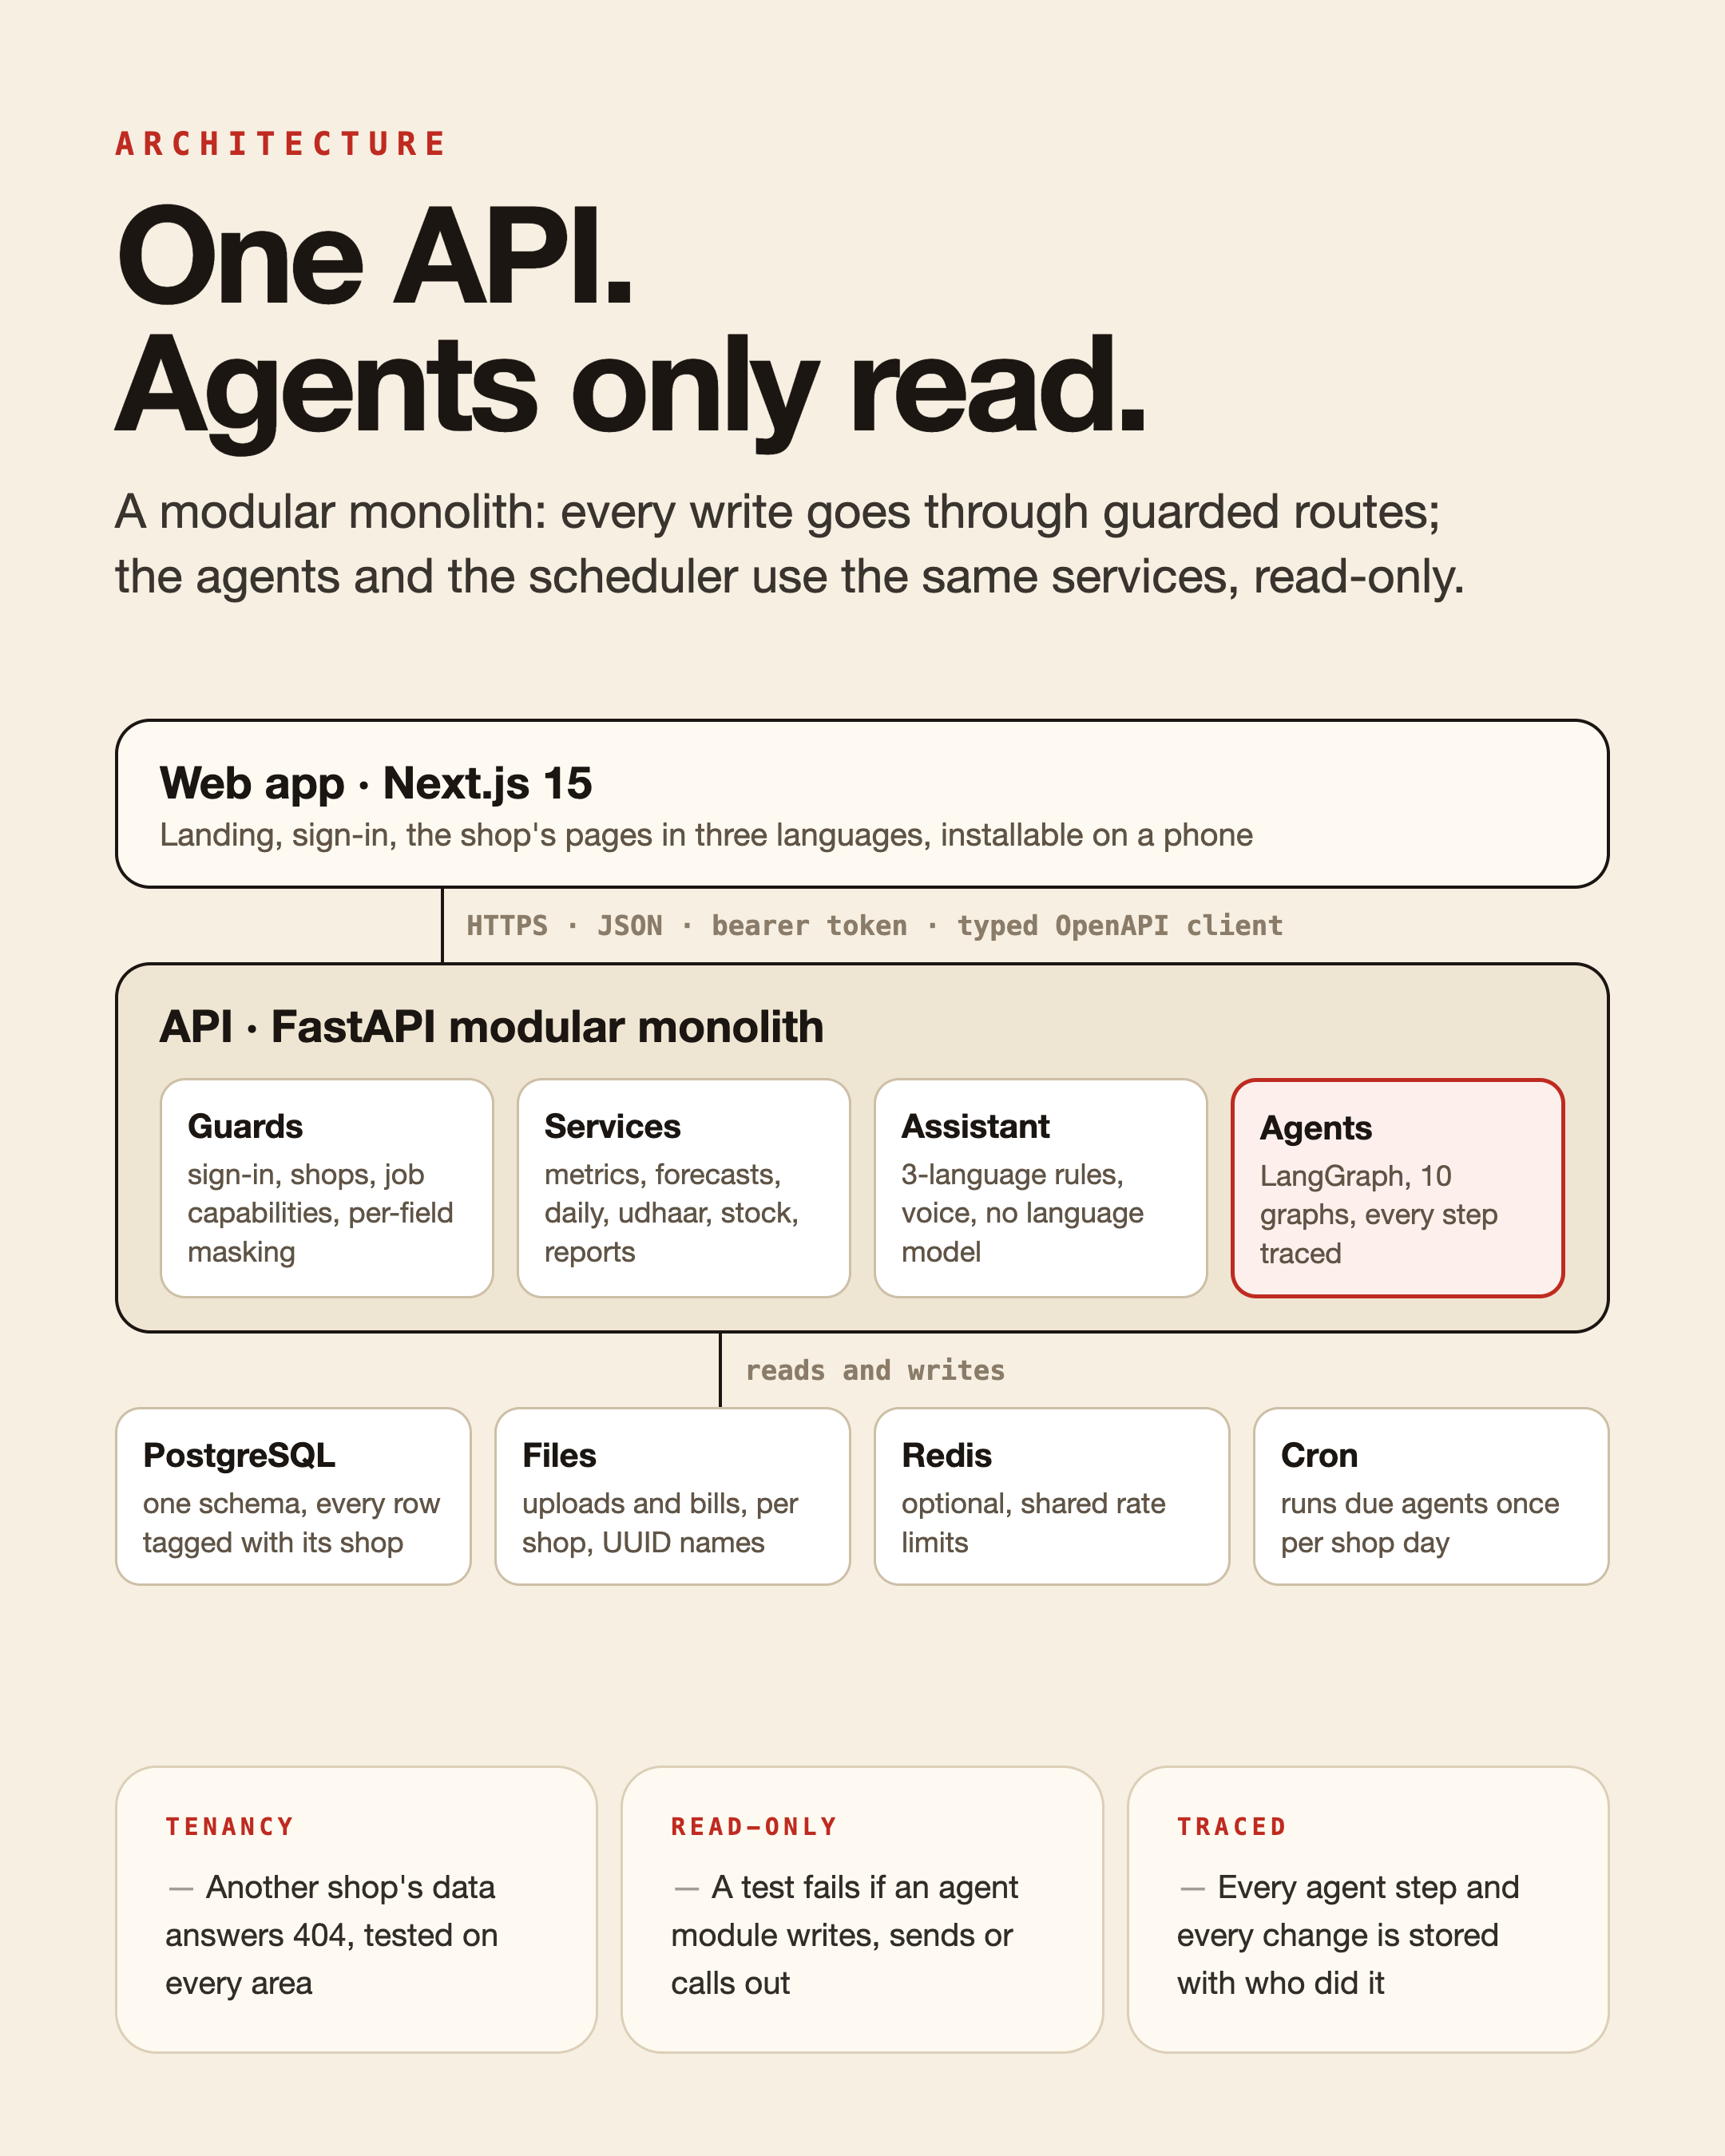 ARCHITECTURE
One API.
Agents only read.
A modular monolith: every write goes through guarded routes;
the agents and the scheduler use the same services, read-only.
Web app · Next.js 15
Landing, sign-in, the shop's pages in three languages, installable on a phone
HTTPS · JSON · bearer token · typed OpenAPI client
API · FastAPI modular monolith
Guards
sign-in, shops, job
capabilities, per-field
masking
Services
metrics, forecasts,
daily, udhaar, stock,
reports
Assistant
3-language rules,
voice, no language
model
Agents
LangGraph, 10
graphs, every step
traced
reads and writes
PostgreSQL
one schema, every row
tagged with its shop
Files
uploads and bills, per
shop, UUID names
Redis
optional, shared rate
limits
Cron
runs due agents once
per shop day
TENANCY
— Another shop's data
answers 404, tested on
every area
READ-ONLY
— A test fails if an agent
module writes, sends or
calls out
TRACED
— Every agent step and
every change is stored
with who did it